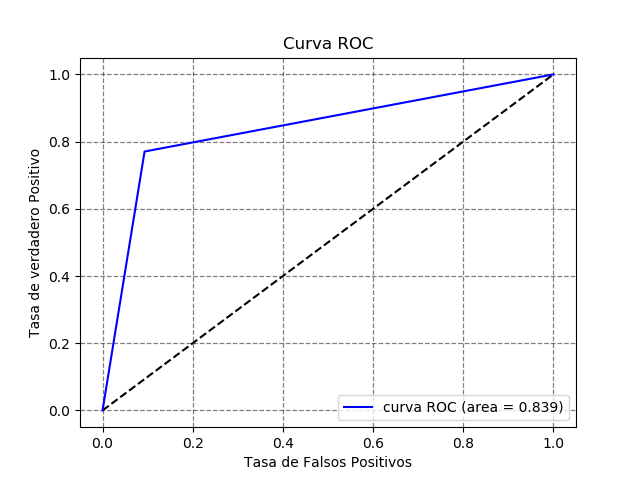 Curva ROC
1.0
0.8
0.6
0.4
0.2
0.0
Tasa de verdadero Positivo
curva ROC (area = 0.839)
0.0 0.2 0.4 0.6 0.8 1.0
Tasa de Falsos Positivos